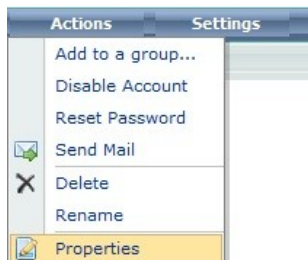 Actions Settings
Add to a group...
Disable Account
Reset Password
Send Mail
Delete
Rename
Properties